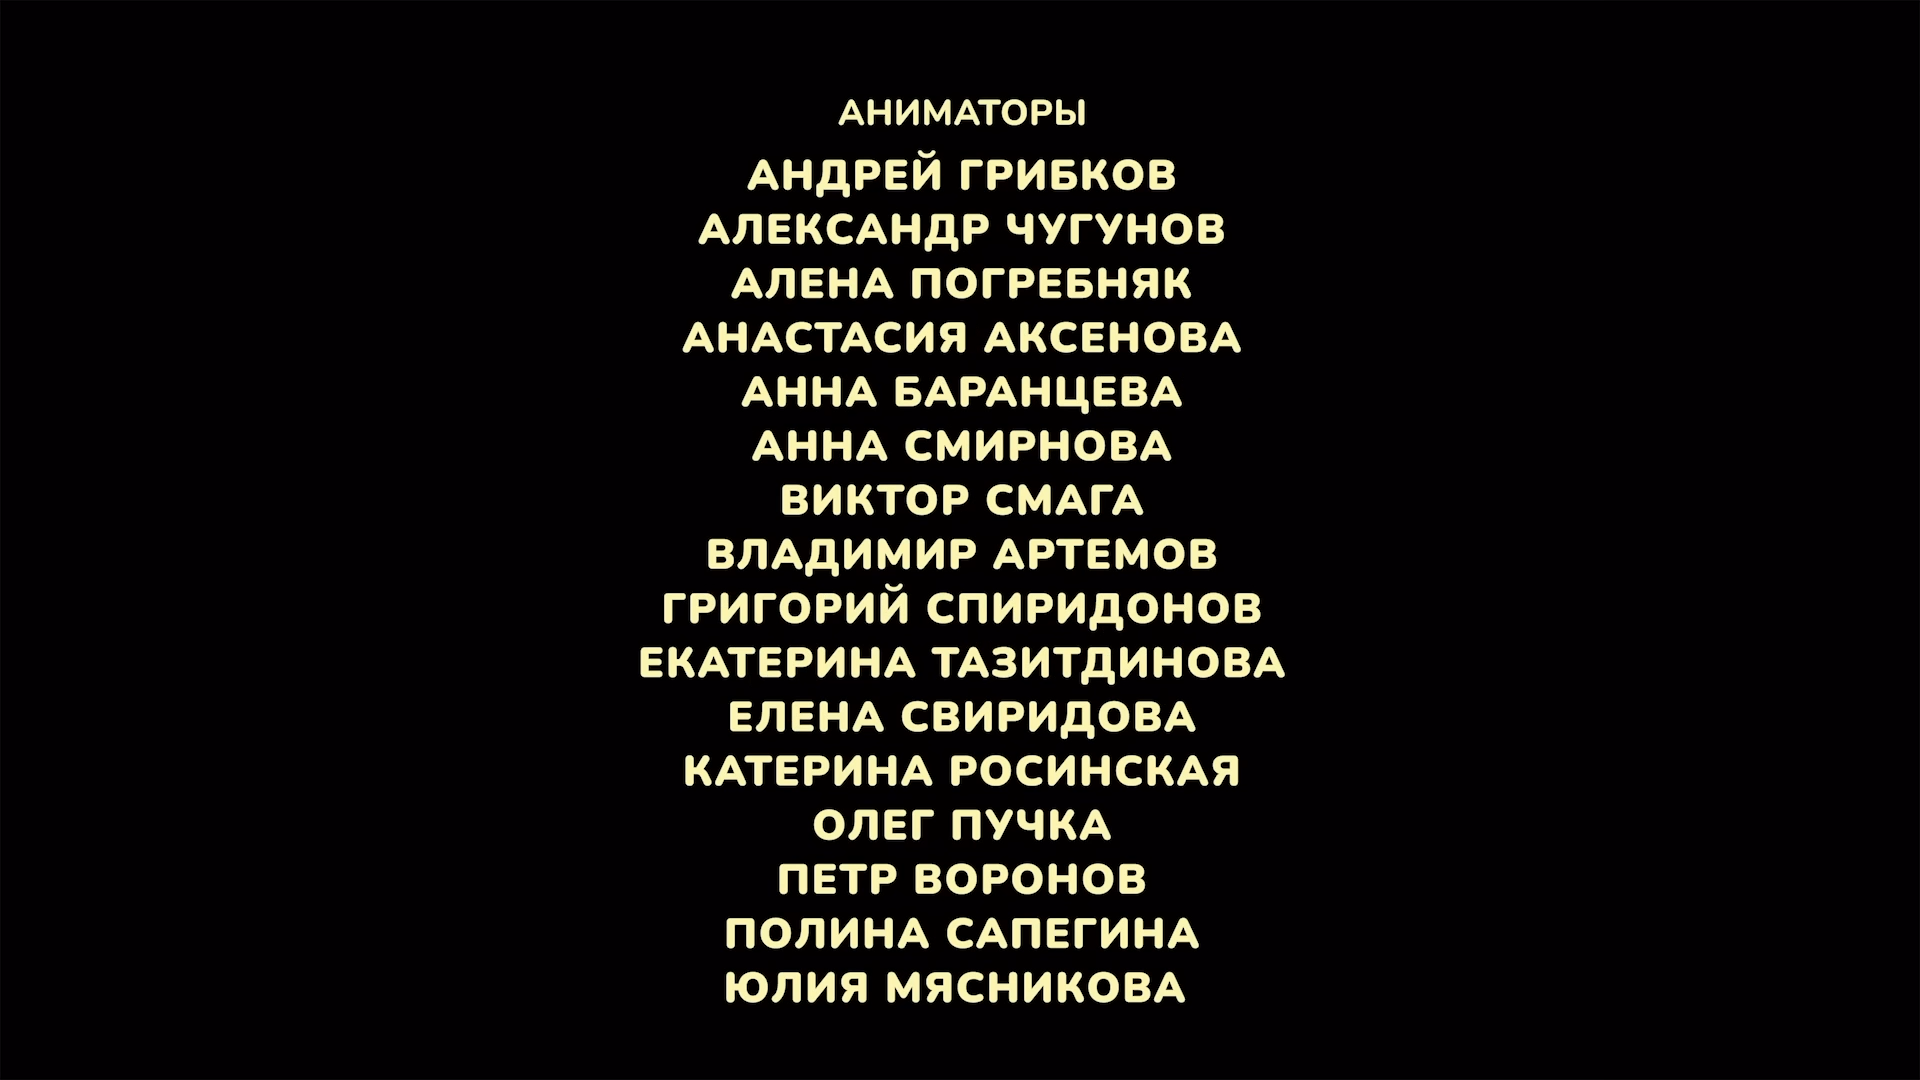 АНИМАТОРЫ
АНДРЕЙ ГРИБКОВ
АЛЕКСАНДР ЧУГУНОВ
АЛЕНА ПОГРЕБНЯК
АНАСТАСИЯ АКСЕНОВА
АННА БАРАНЦЕВА
АННА СМИРНОВА
ВИКТОР СМАГА
ВЛАДИМИР АРТЕМОВ
ГРИГОРИЙ СПИРИДОНОВ
ЕКАТЕРИНА ТАЗИТДИНОВА
ЕЛЕНА СВИРИДОВА
КАТЕРИНА РОСИНСКАЯ
ОЛЕГ ПУЧКА
ПЕТР ВОРОНОВ
ПОЛИНА САПЕГИНА
ЮЛИЯ МЯСНИКОВА